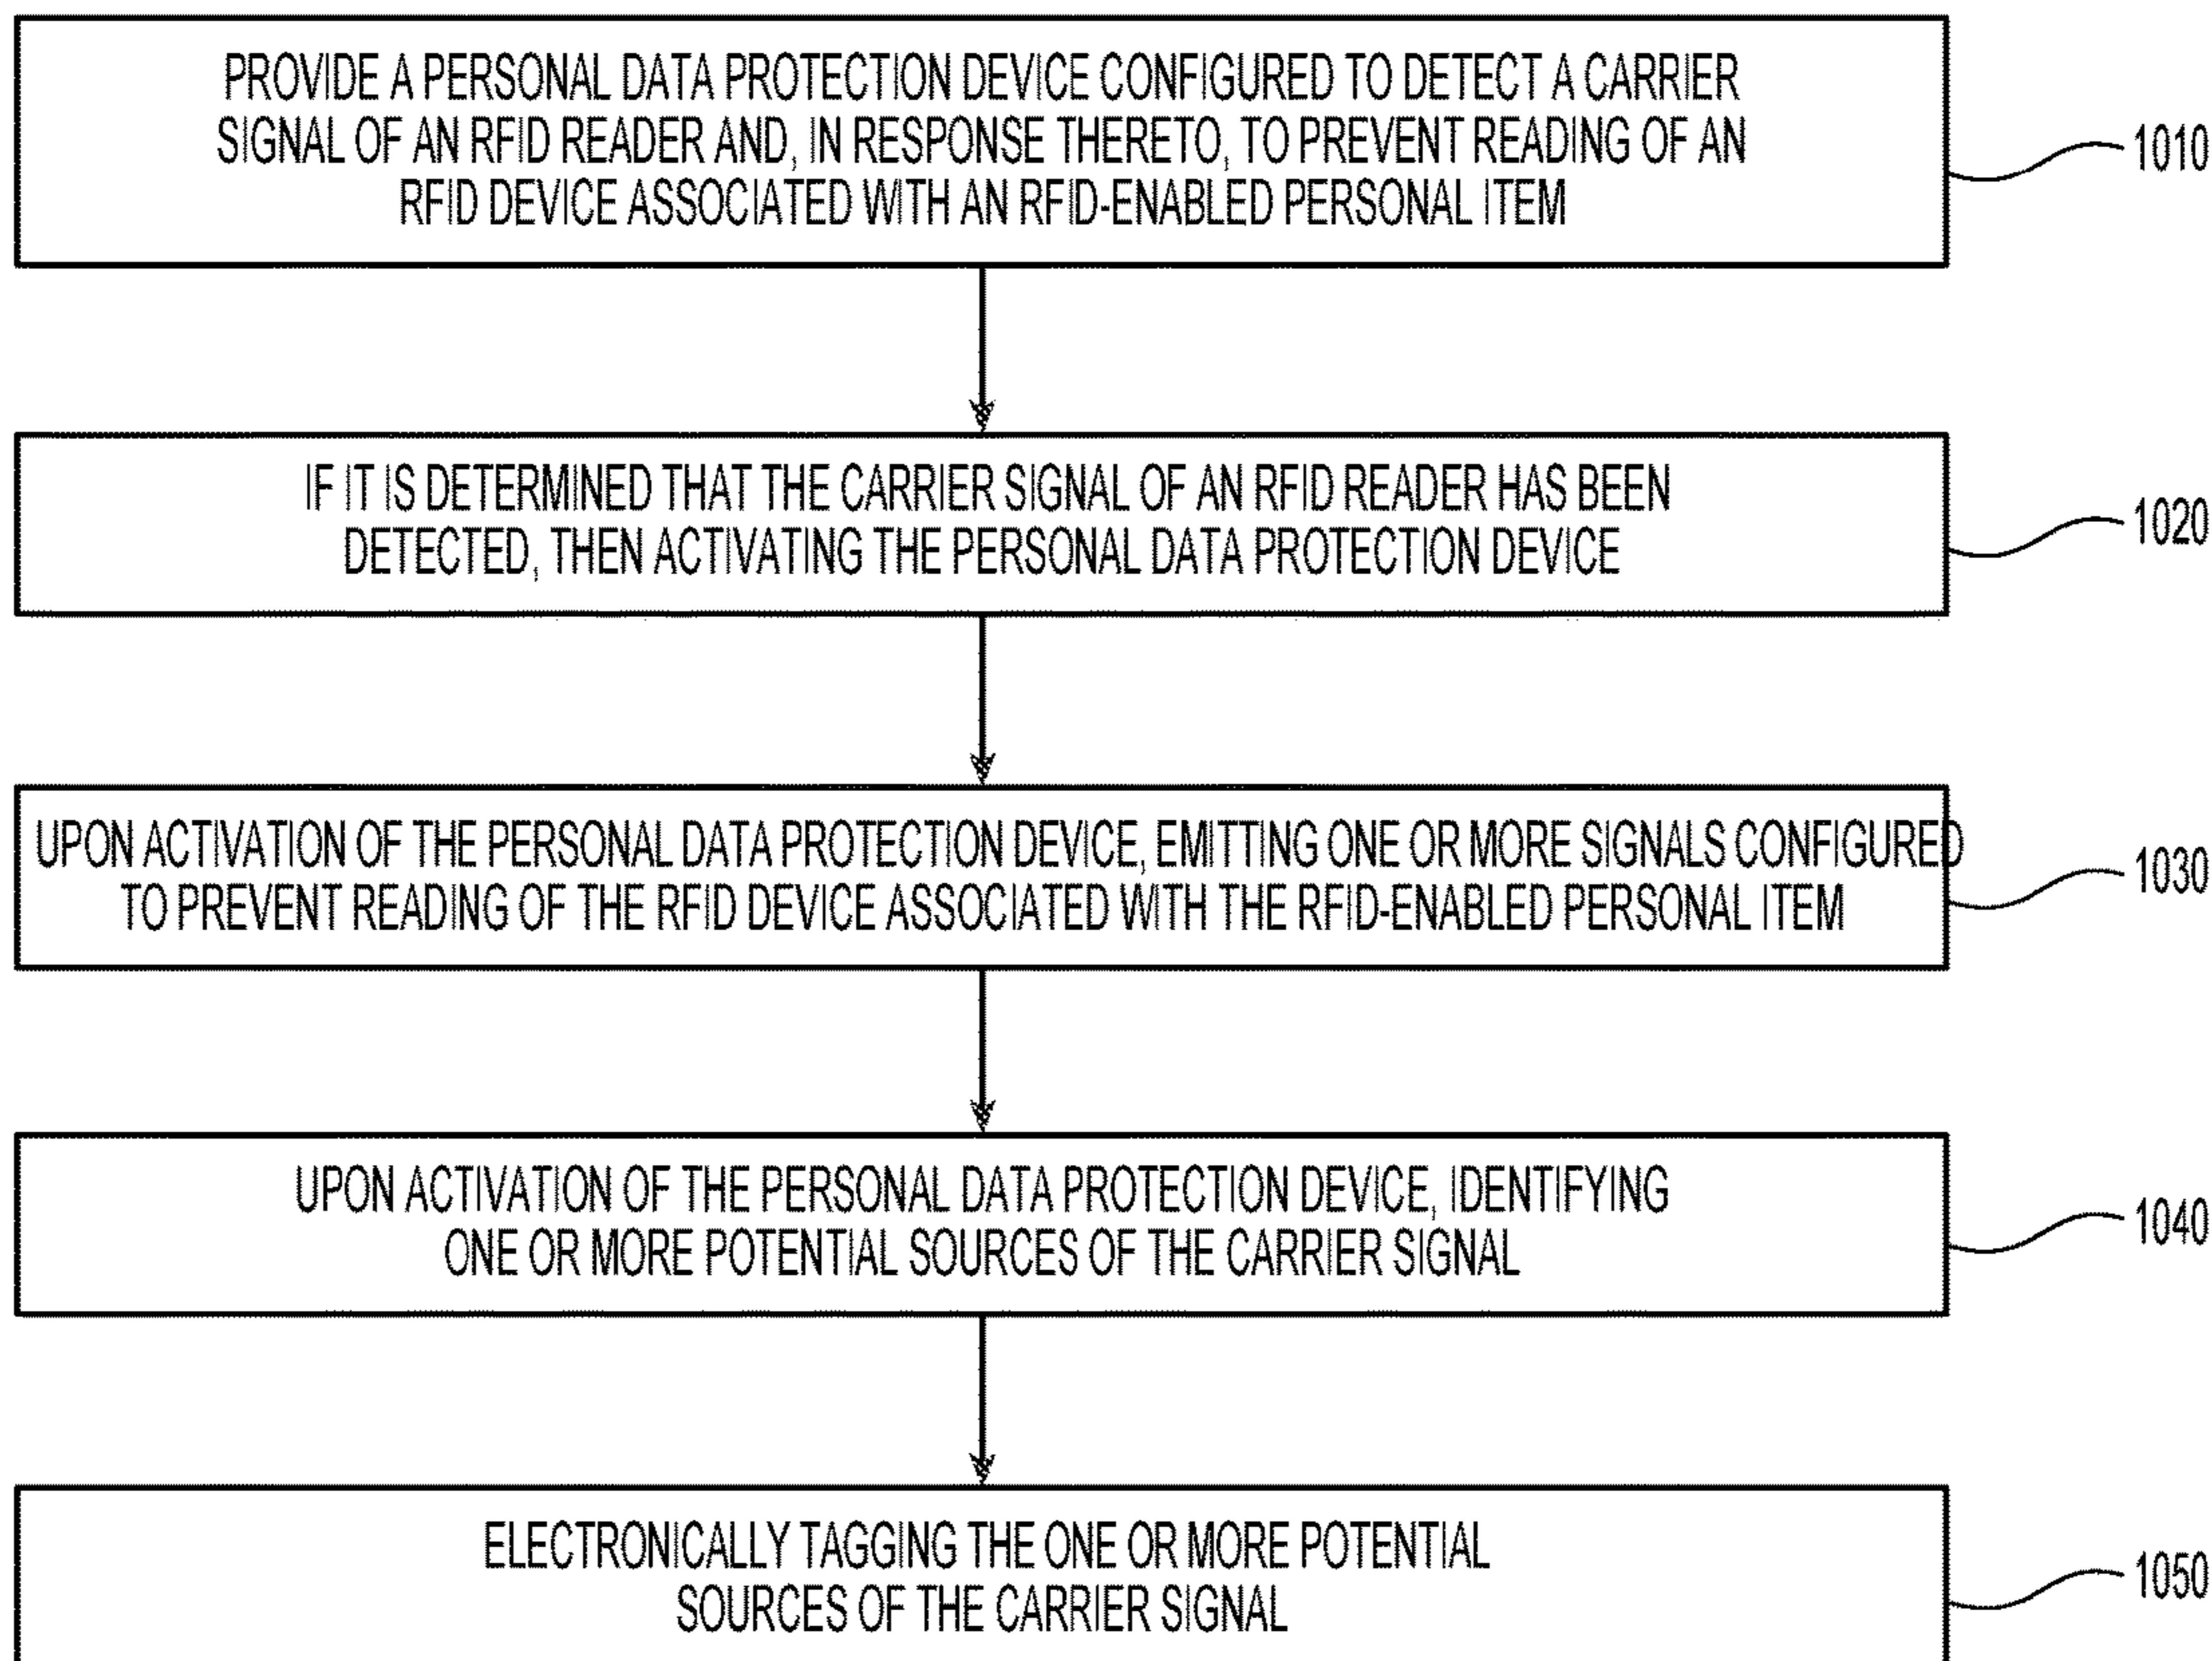 PROVIDE A PERSONAL DATA PROTECTION DEVICE CONFIGURED TO DETECT A CARRIER
SIGNAL OF AN RFID READER AND, IN RESPONSE THERETO, TO PREVENT READING OF AN
RFID DEVICE ASSOCIATED WITH AN RFID-ENABLED PERSONAL ITEM
1010
IF IT IS DETERMINED THAT THE CARRIER SIGNAL OF AN RFID READER HAS BEEN
DETECTED, THEN ACTIVATING THE PERSONAL DATA PROTECTION DEVICE
1020
UPON ACTIVATION OF THE PERSONAL DATA PROTECTION DEVICE, EMITTING ONE OR MORE SIGNALS CONFIGURED
TO PREVENT READING OF THE RFID DEVICE ASSOCIATED WITH THE RFID-ENABLED PERSONAL ITEM
1030
UPON ACTIVATION OF THE PERSONAL DATA PROTECTION DEVICE, IDENTIFYING
ONE OR MORE POTENTIAL SOURCES OF THE CARRIER SIGNAL
1040
ELECTRONICALLY TAGGING THE ONE OR MORE POTENTIAL
SOURCES OF THE CARRIER SIGNAL
1050